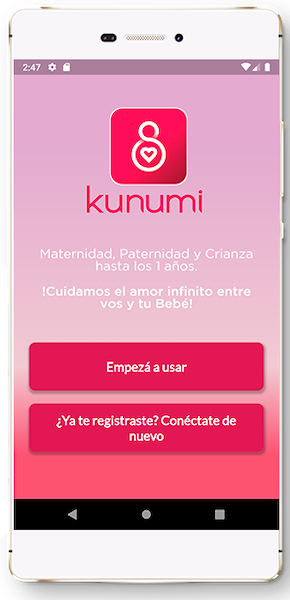 2:47
kunumi
Maternidad, Paternidad y Crianza
hasta los 1 años.
!Cuidamos el amor infinito entre
vos y tu Bebé!
Empezá a usar
¿Ya te registraste? Conéctate de
nuevo